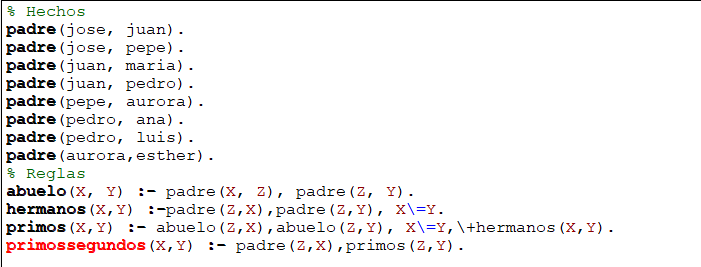 % Hechos
padre(jose, juan).
padre(jose, pepe).
padre(juan, maria).
padre(juan, pedro).
padre(pepe, aurora).
padre(pedro, ana).
padre(pedro, luis).
padre(aurora,esther).
% Reglas
abuelo(X, Y) :- padre(X, Z), padre(Z, Y).
hermanos(X,Y) :-padre(Z,X),padre(Z,Y), X\=Y.
primos(X,Y) :- abuelo(Z,X),abuelo(Z,Y), X\=Y,\+hermanos(X,Y).
primossegundos(X,Y) :- padre(Z,X),primos(Z,Y).